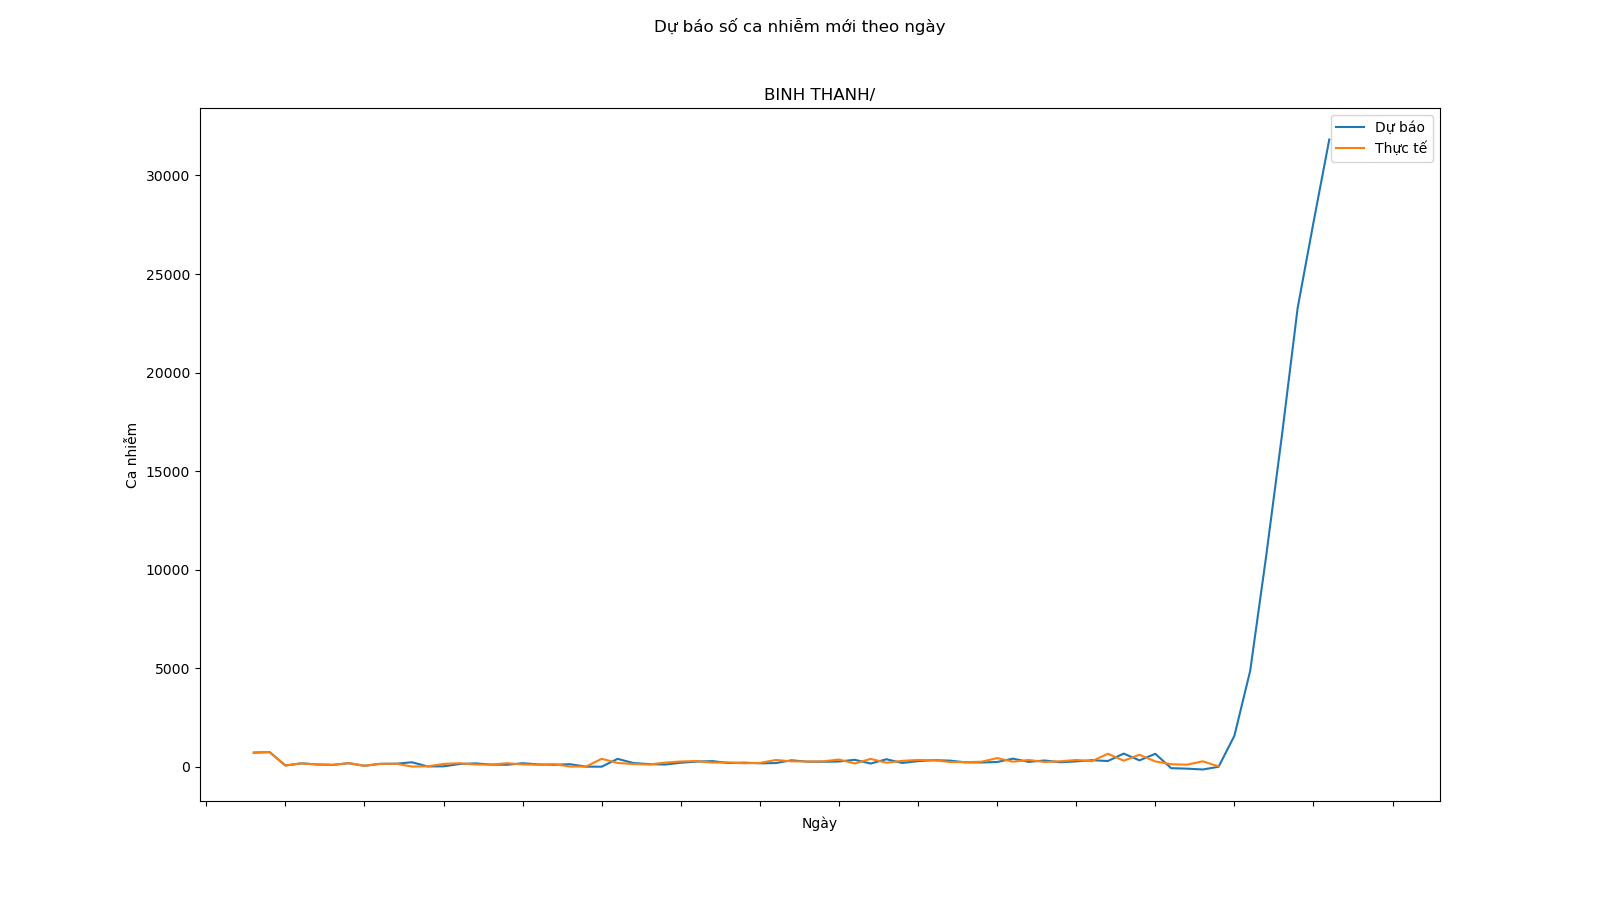 Dự báo số ca nhiễm mới theo ngày
BINH THANH/
Dự báo
Thực tế
30000
25000
20000
15000
10000
5000
0
Ca nhiễm
Ngày